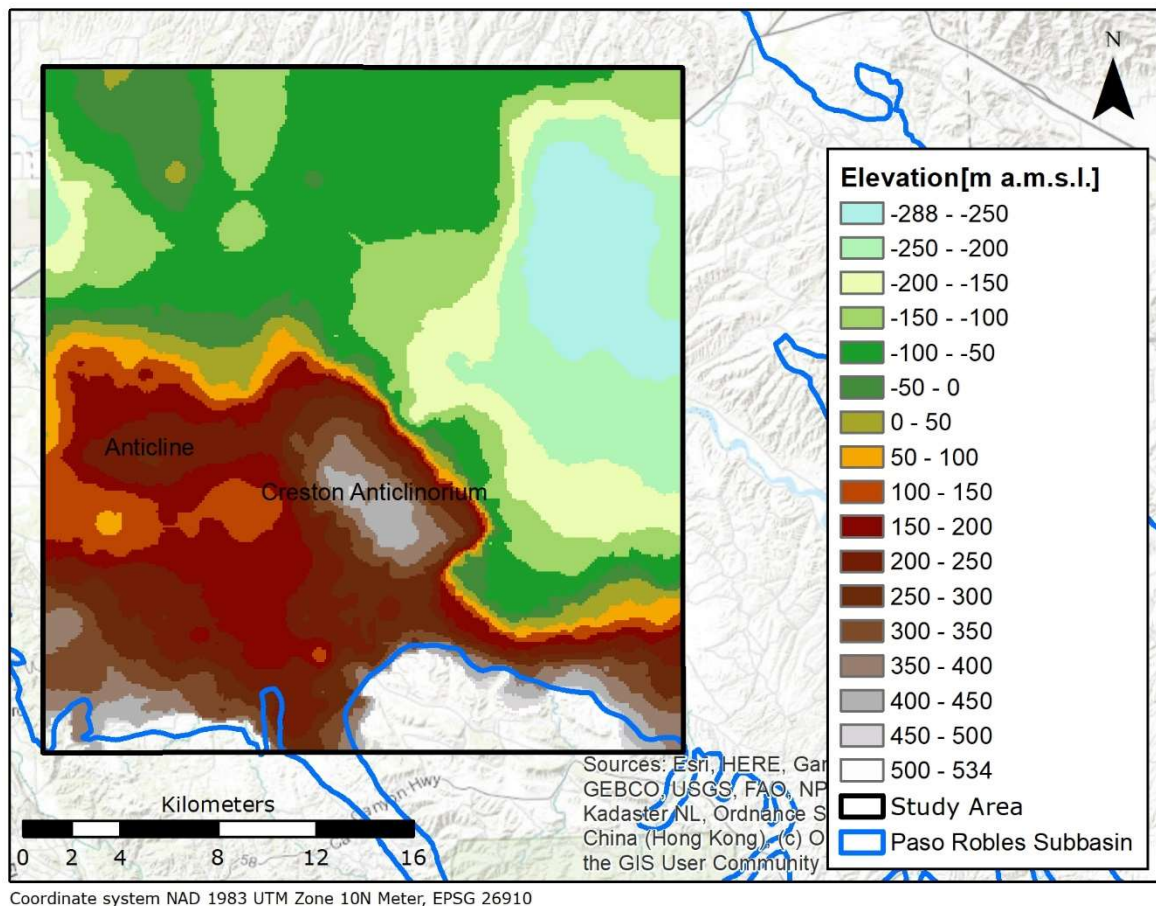 N
Elevation[m a.m.s.l.]
-288 - -250
-250 - -200
-200 - -150
-150 - -100
-100 - -50
-50 - 0
0 - 50
50 - 100
100 - 150
150 - 200
200 - 250
250 - 300
300 - 350
350 - 400
400 - 450
450 - 500
500 - 534
Study Area
Paso Robles Subbasin
Anticline
Creston Anticlinorium
Sources: Esri, HERE, Gar
GEBCO, USGS, FAO, NP
Kadaster NL, Ordnance S
China (Hong Kong), (c) O
the GIS User Community
Kilometers
0 2 4 8 12 16
58
Hwy
Coordinate system NAD 1983 UTM Zone 10N Meter, EPSG 26910